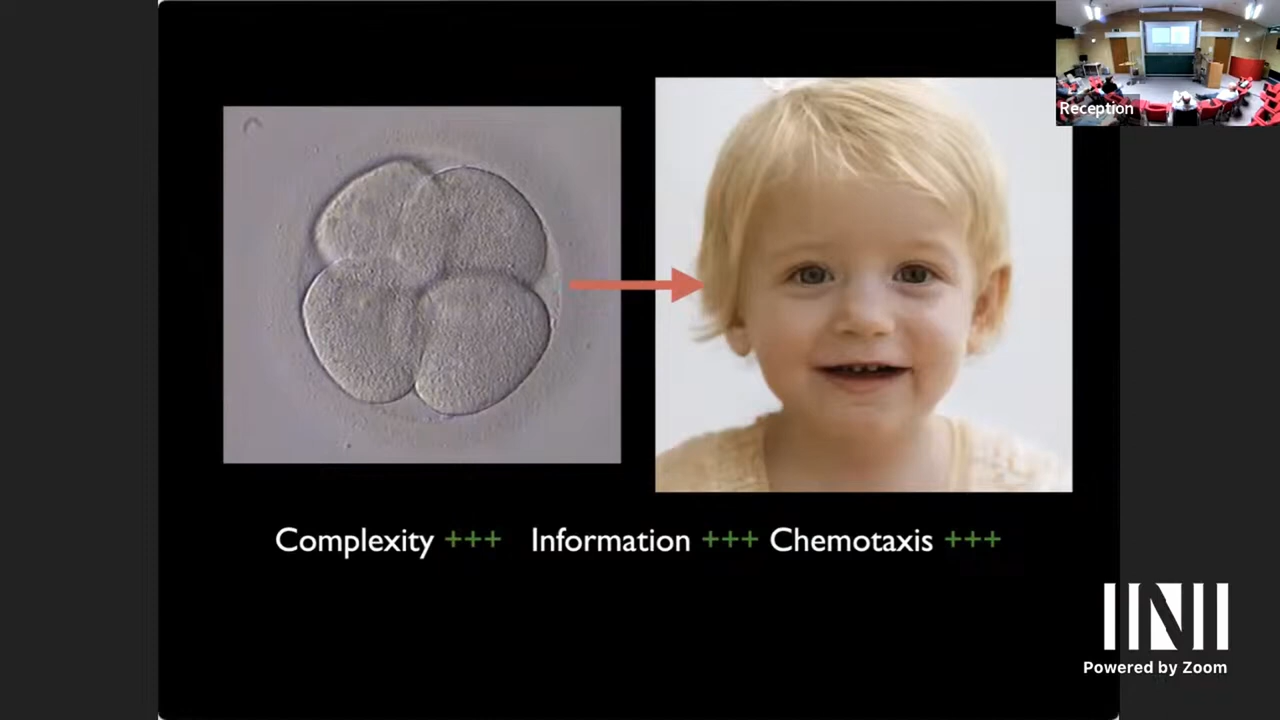 Reception
Complexity +++ Information +++ Chemotaxis +++
INI
Powered by Zoom